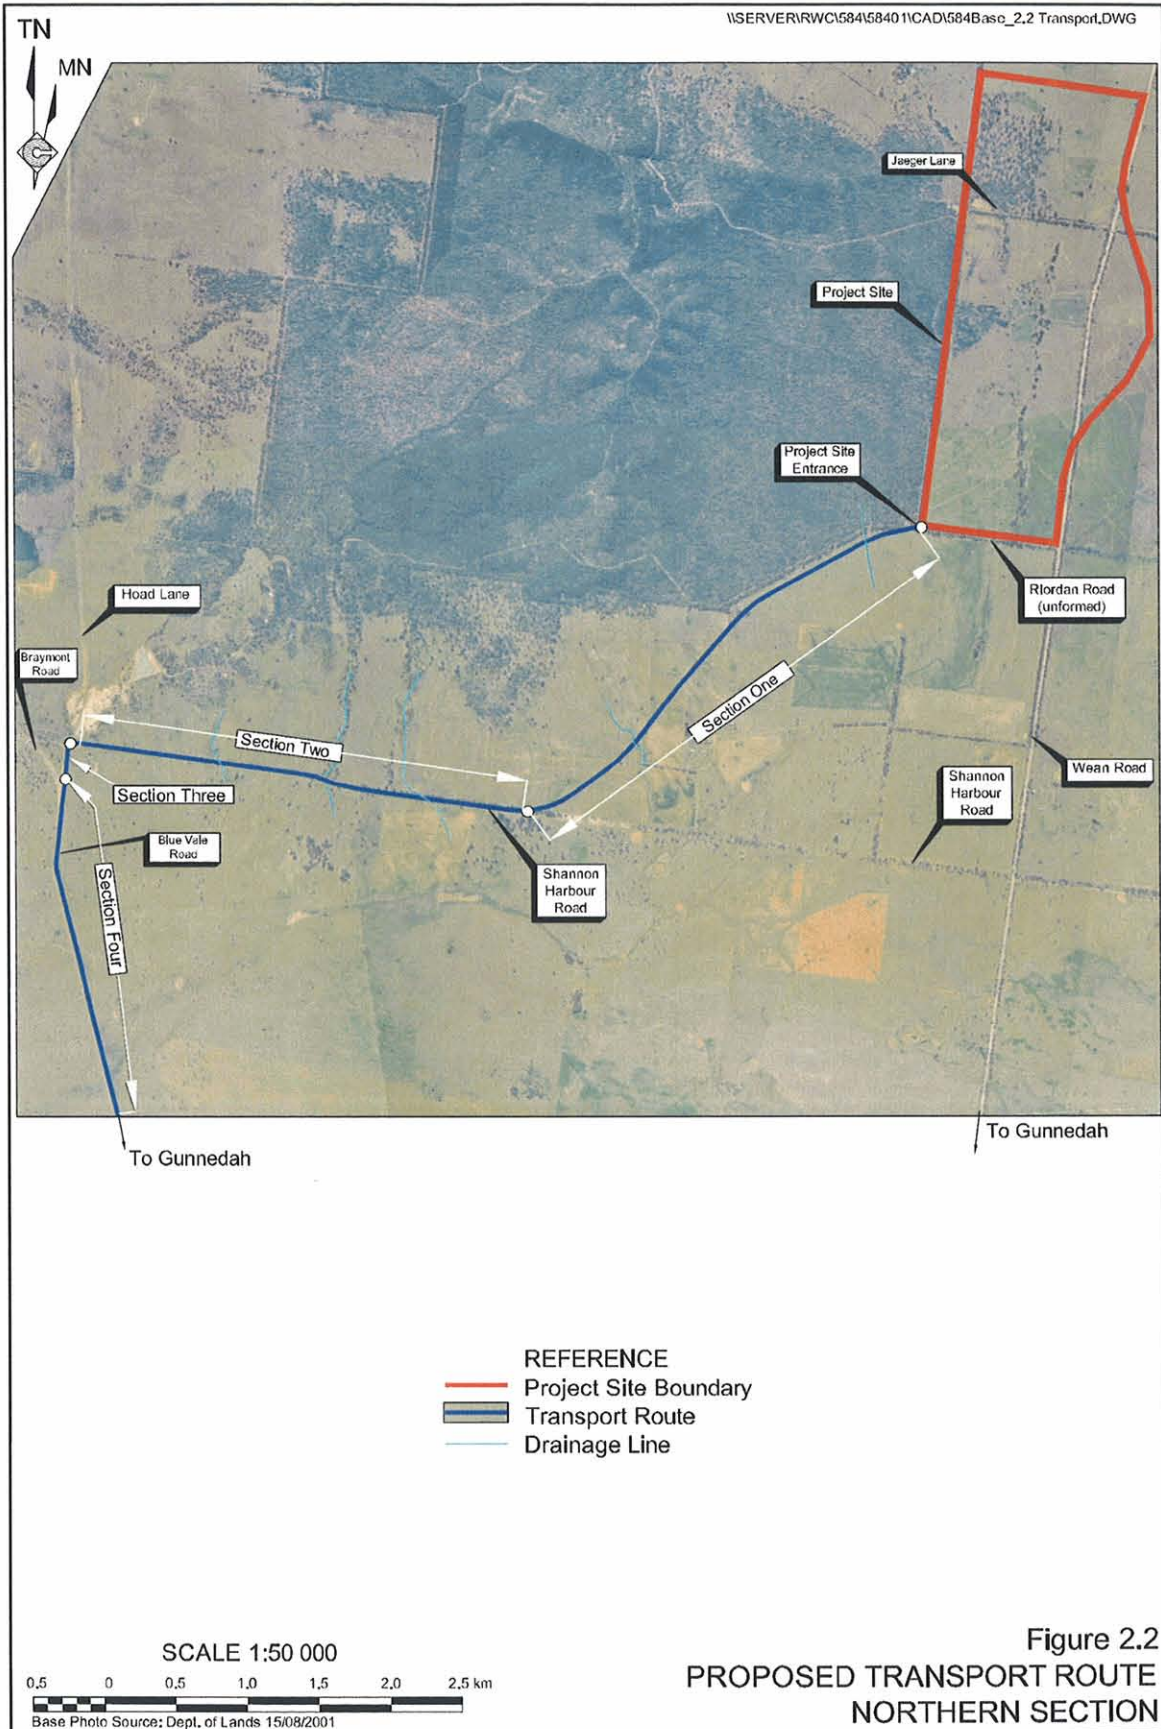 \\SERVER\RWC\584\58401\CAD\584Base_2.2 Transport.DWG
TN
MN
Jaeger Lane
Project Site
Project Site
Entrance
Riordan Road
(unformed)
Hoad Lane
Braymont
Road
Section One
Section Two
Section Three
Wean Road
Shannon
Harbour
Road
Blue Vale
Road
Section Four
Shannon
Harbour
Road
To Gunnedah
To Gunnedah
REFERENCE
Project Site Boundary
Transport Route
Drainage Line
SCALE 1:50 000
0.5 0 0.5 1.0 1.5 2.0 2.5 km
Base Photo Source: Dept. of Lands 15/08/2001
Figure 2.2
PROPOSED TRANSPORT ROUTE
NORTHERN SECTION